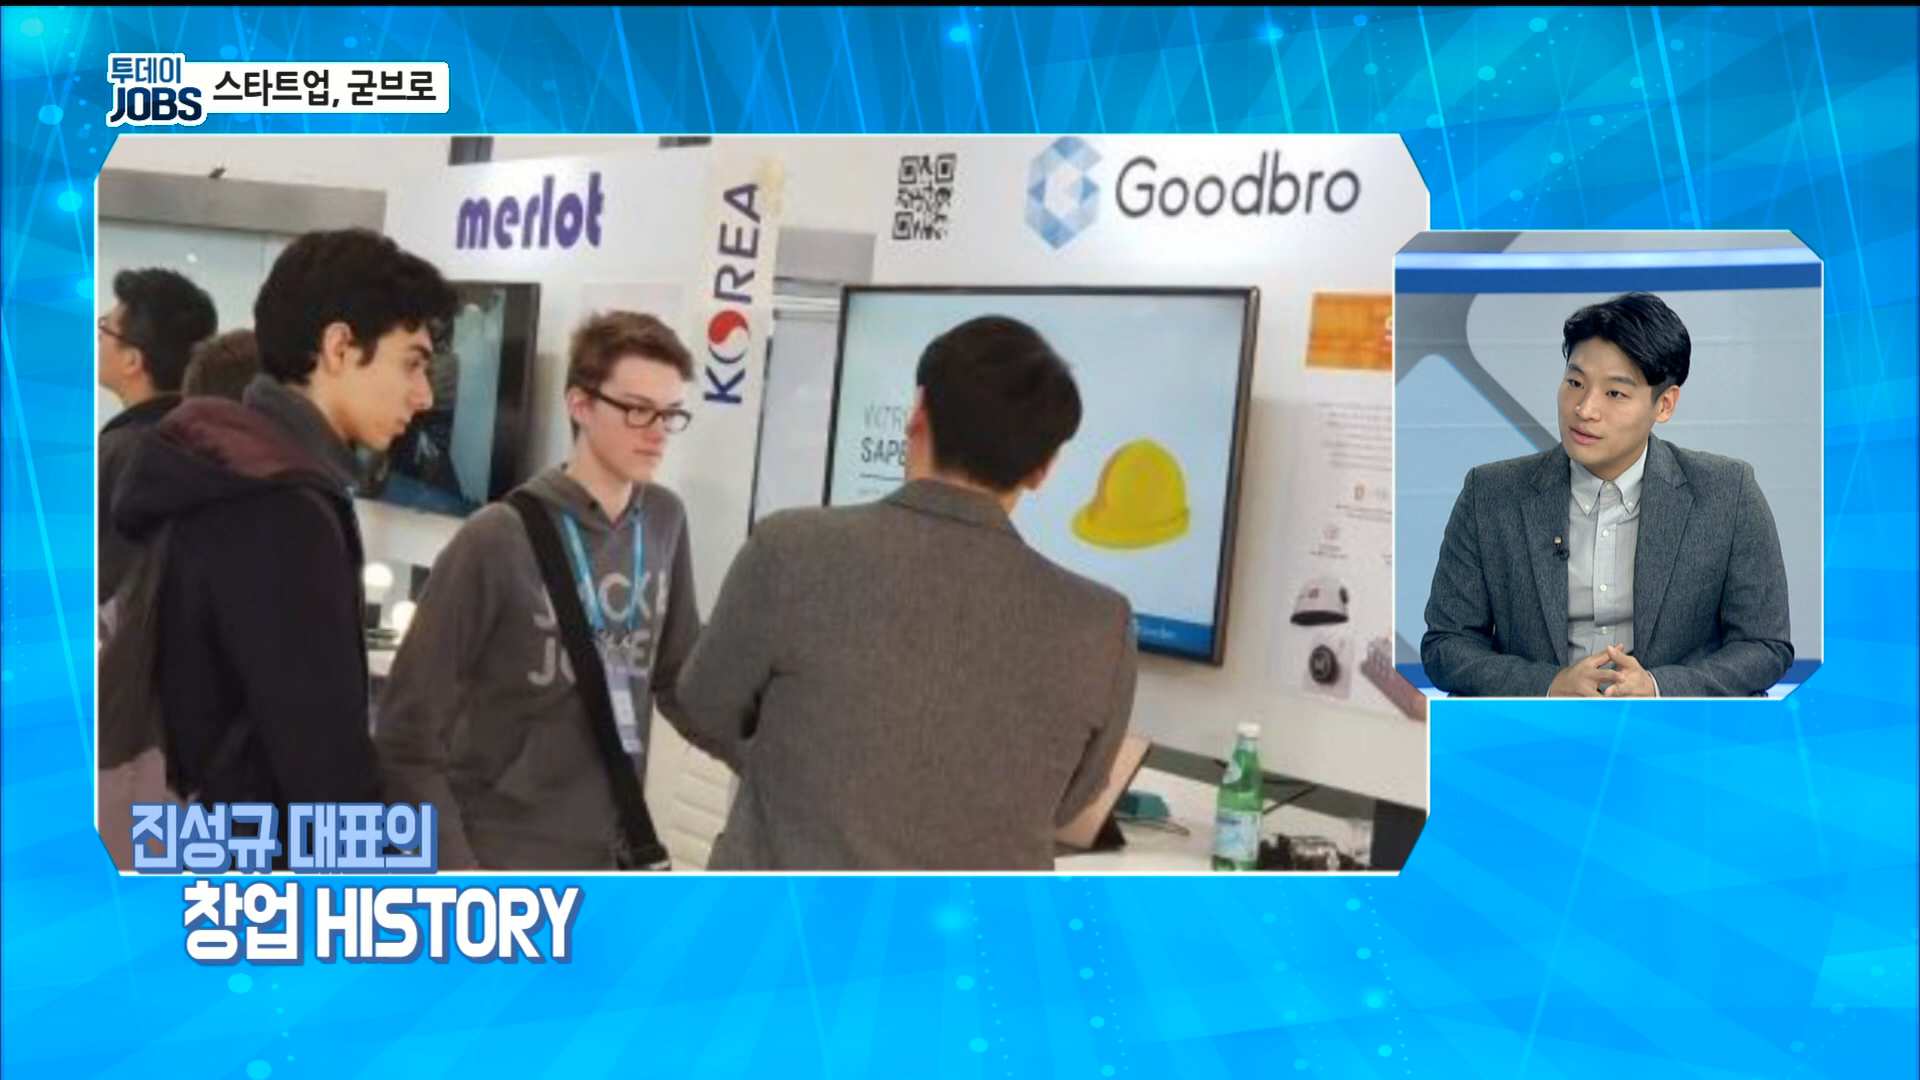 투데이
JOBS
스타트업, 굳브로
merlot
KOREA
Goodbro
진성규 대표의
창업 HISTORY